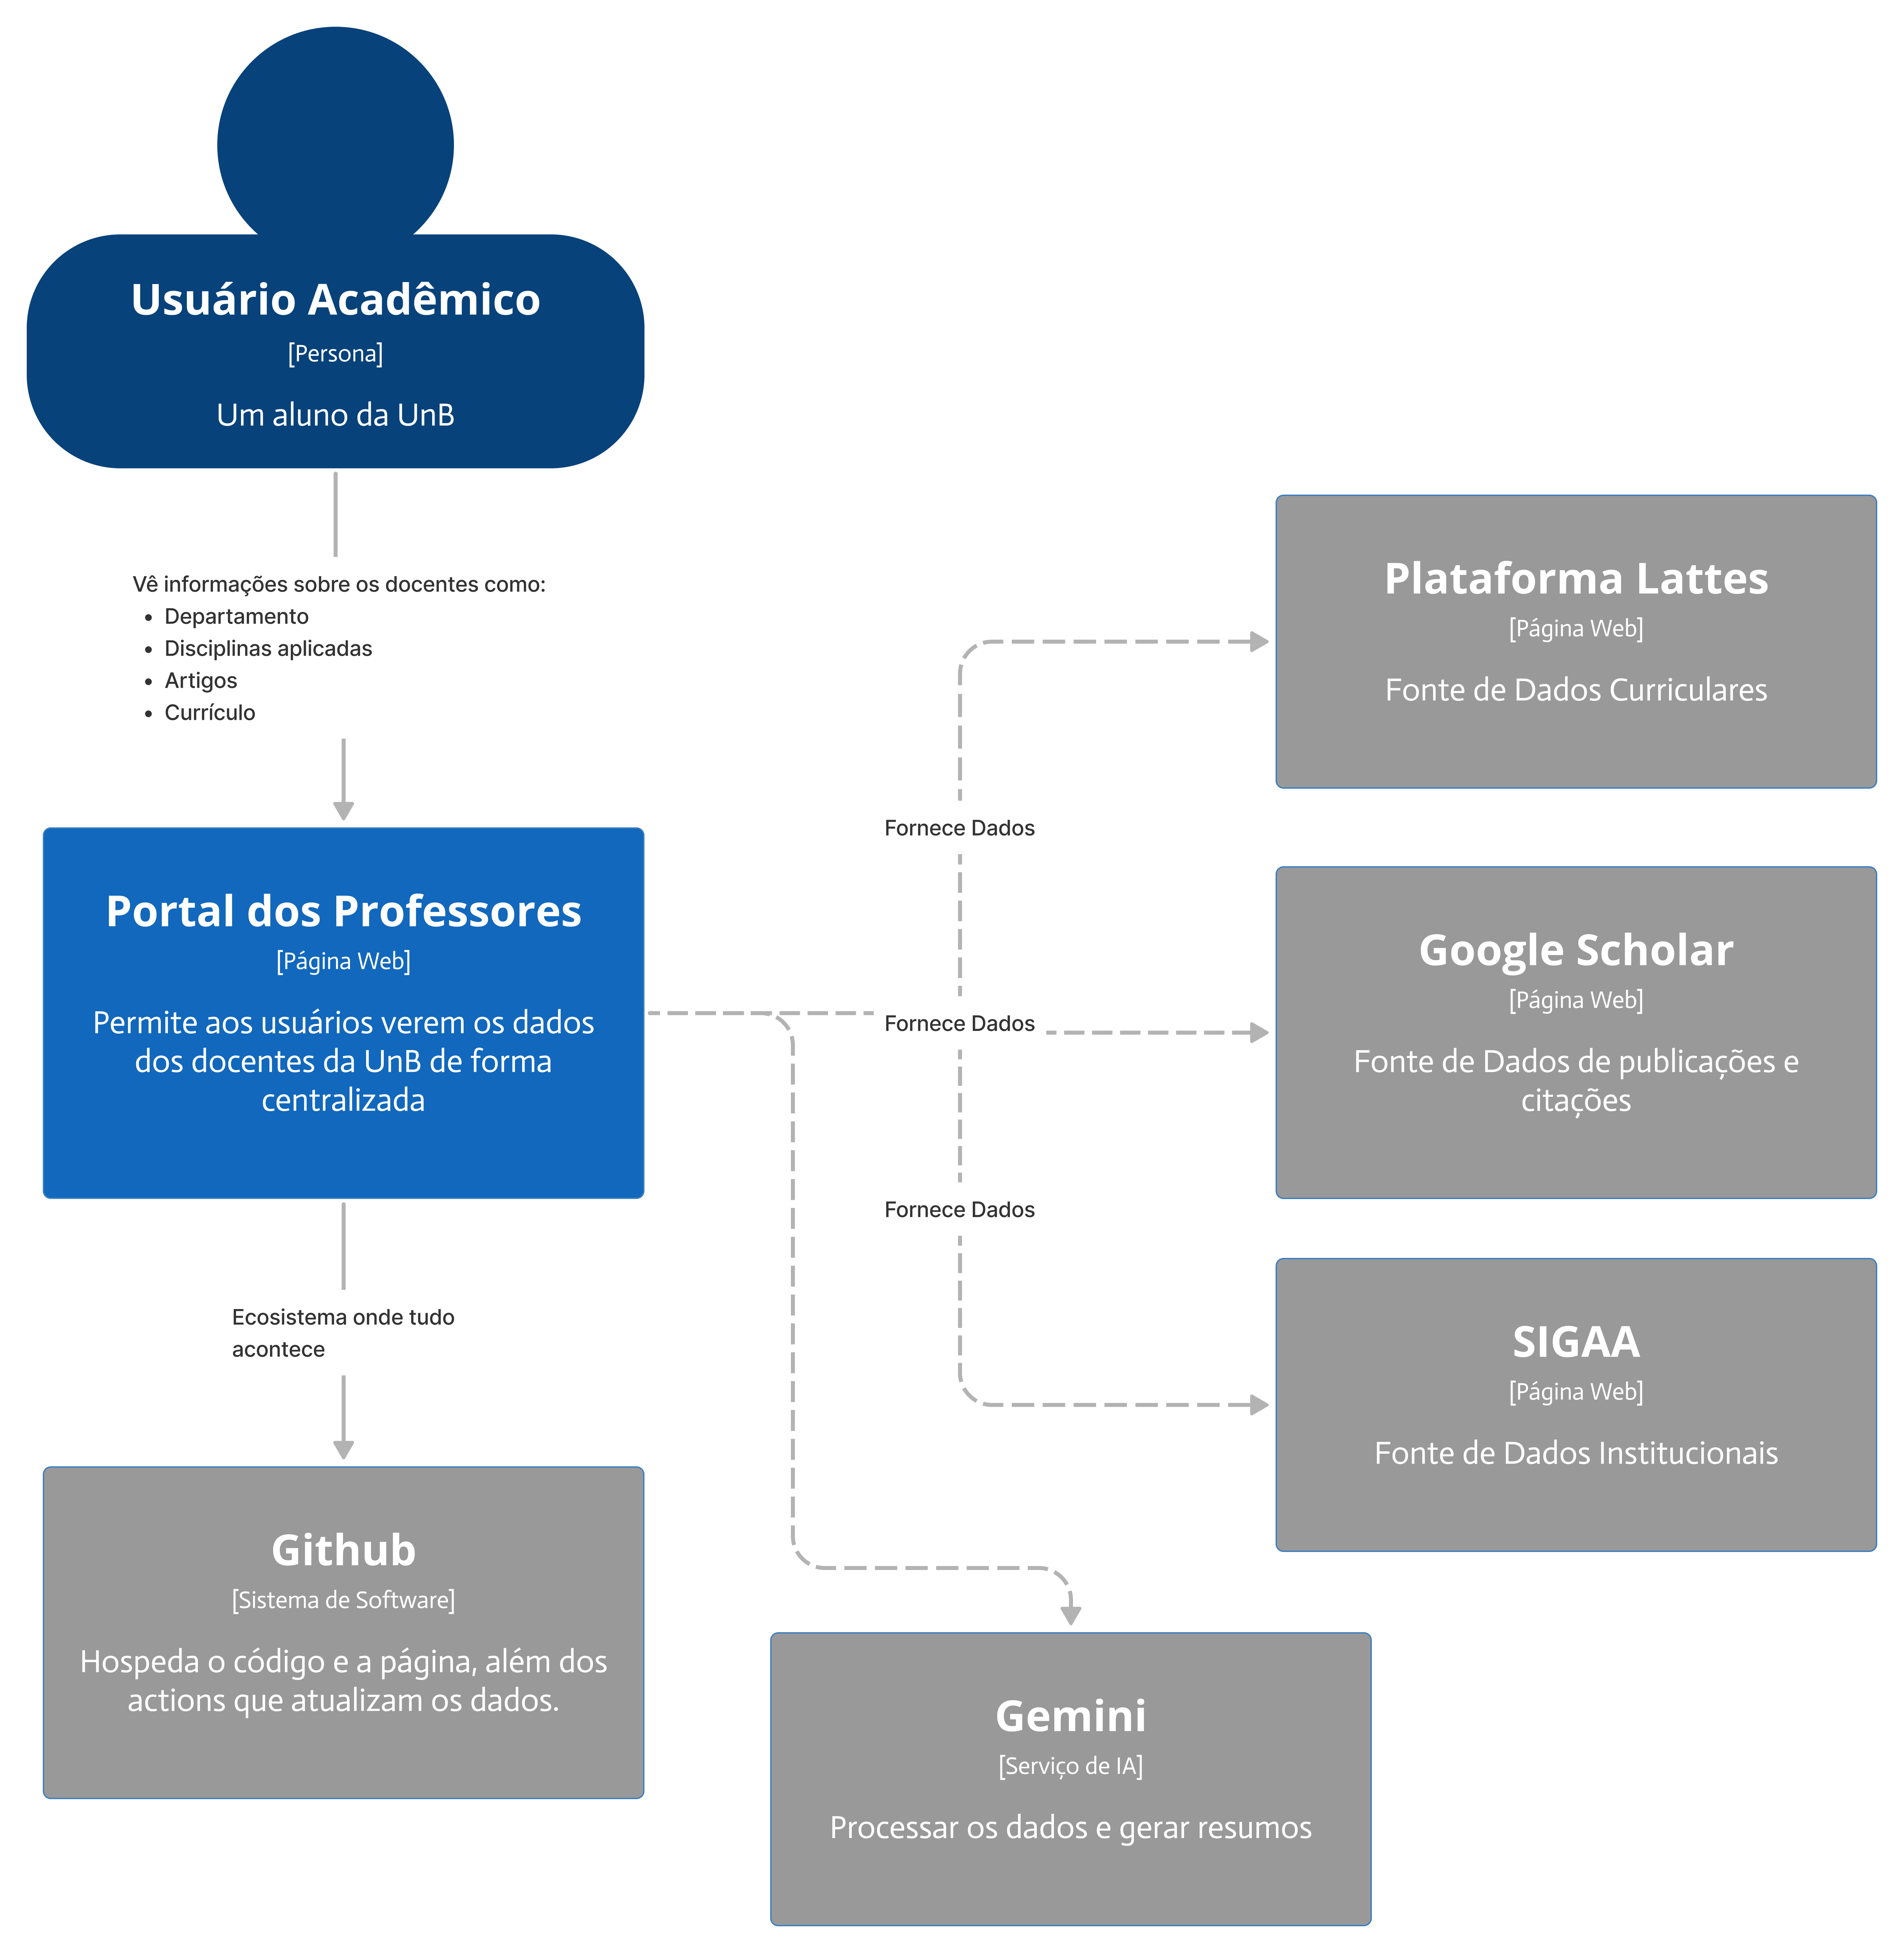 Usuário Acadêmico
[Persona]
Um aluno da UnB
Vê informações sobre os docentes como:
• Departamento
• Disciplinas aplicadas
• Artigos
• Currículo
Portal dos Professores
[Página Web]
Permite aos usuários verem os dados
dos docentes da UnB de forma
centralizada
Ecosistema onde tudo
acontece
Github
[Sistema de Software]
Hospeda o código e a página, além dos
actions que atualizam os dados.
Fornece Dados
Fornece Dados
Fornece Dados
Plataforma Lattes
[Página Web]
Fonte de Dados Curriculares
Google Scholar
[Página Web]
Fonte de Dados de publicações e
citações
SIGAA
[Página Web]
Fonte de Dados Institucionais
Gemini
[Serviço de IA]
Processar os dados e gerar resumos